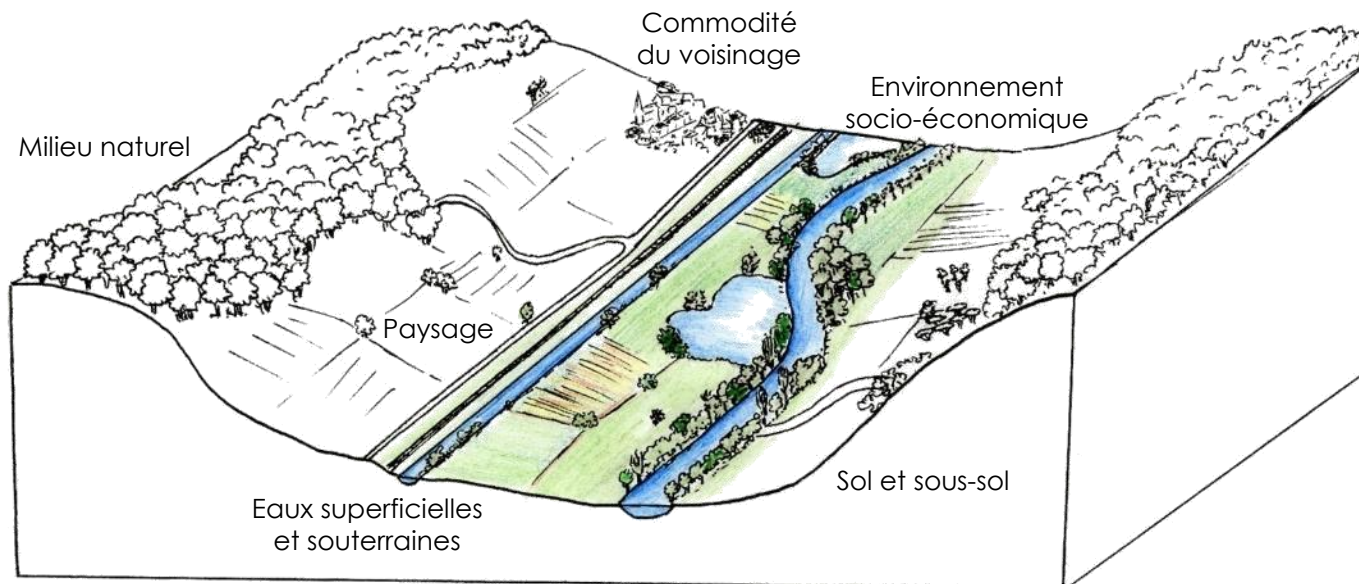 Commodité
du voisinage
Environnement
socio-économique
Milieu naturel
Paysage
Sol et sous-sol
Eaux superficielles
et souterraines